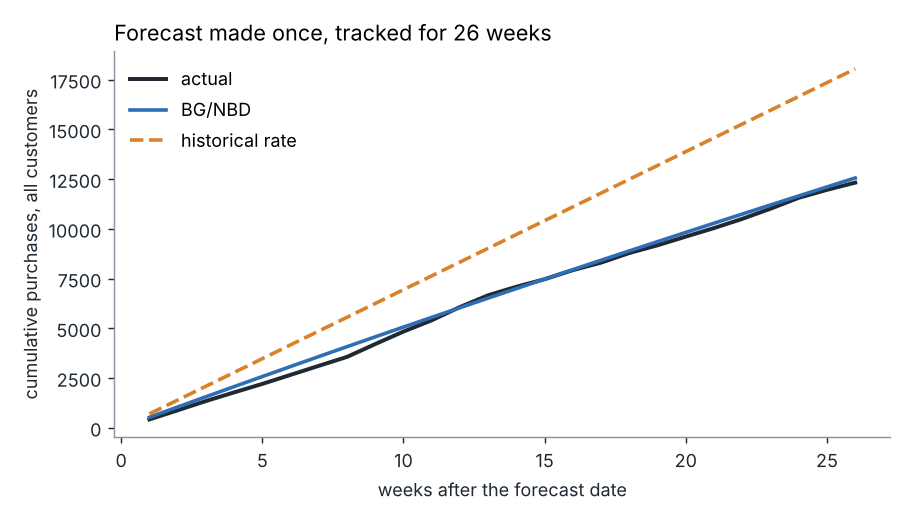 Forecast made once, tracked for 26 weeks
actual
BG/NBD
historical rate
cumulative purchases, all customers
17500
15000
12500
10000
7500
5000
2500
0
0 5 10 15 20 25
weeks after the forecast date